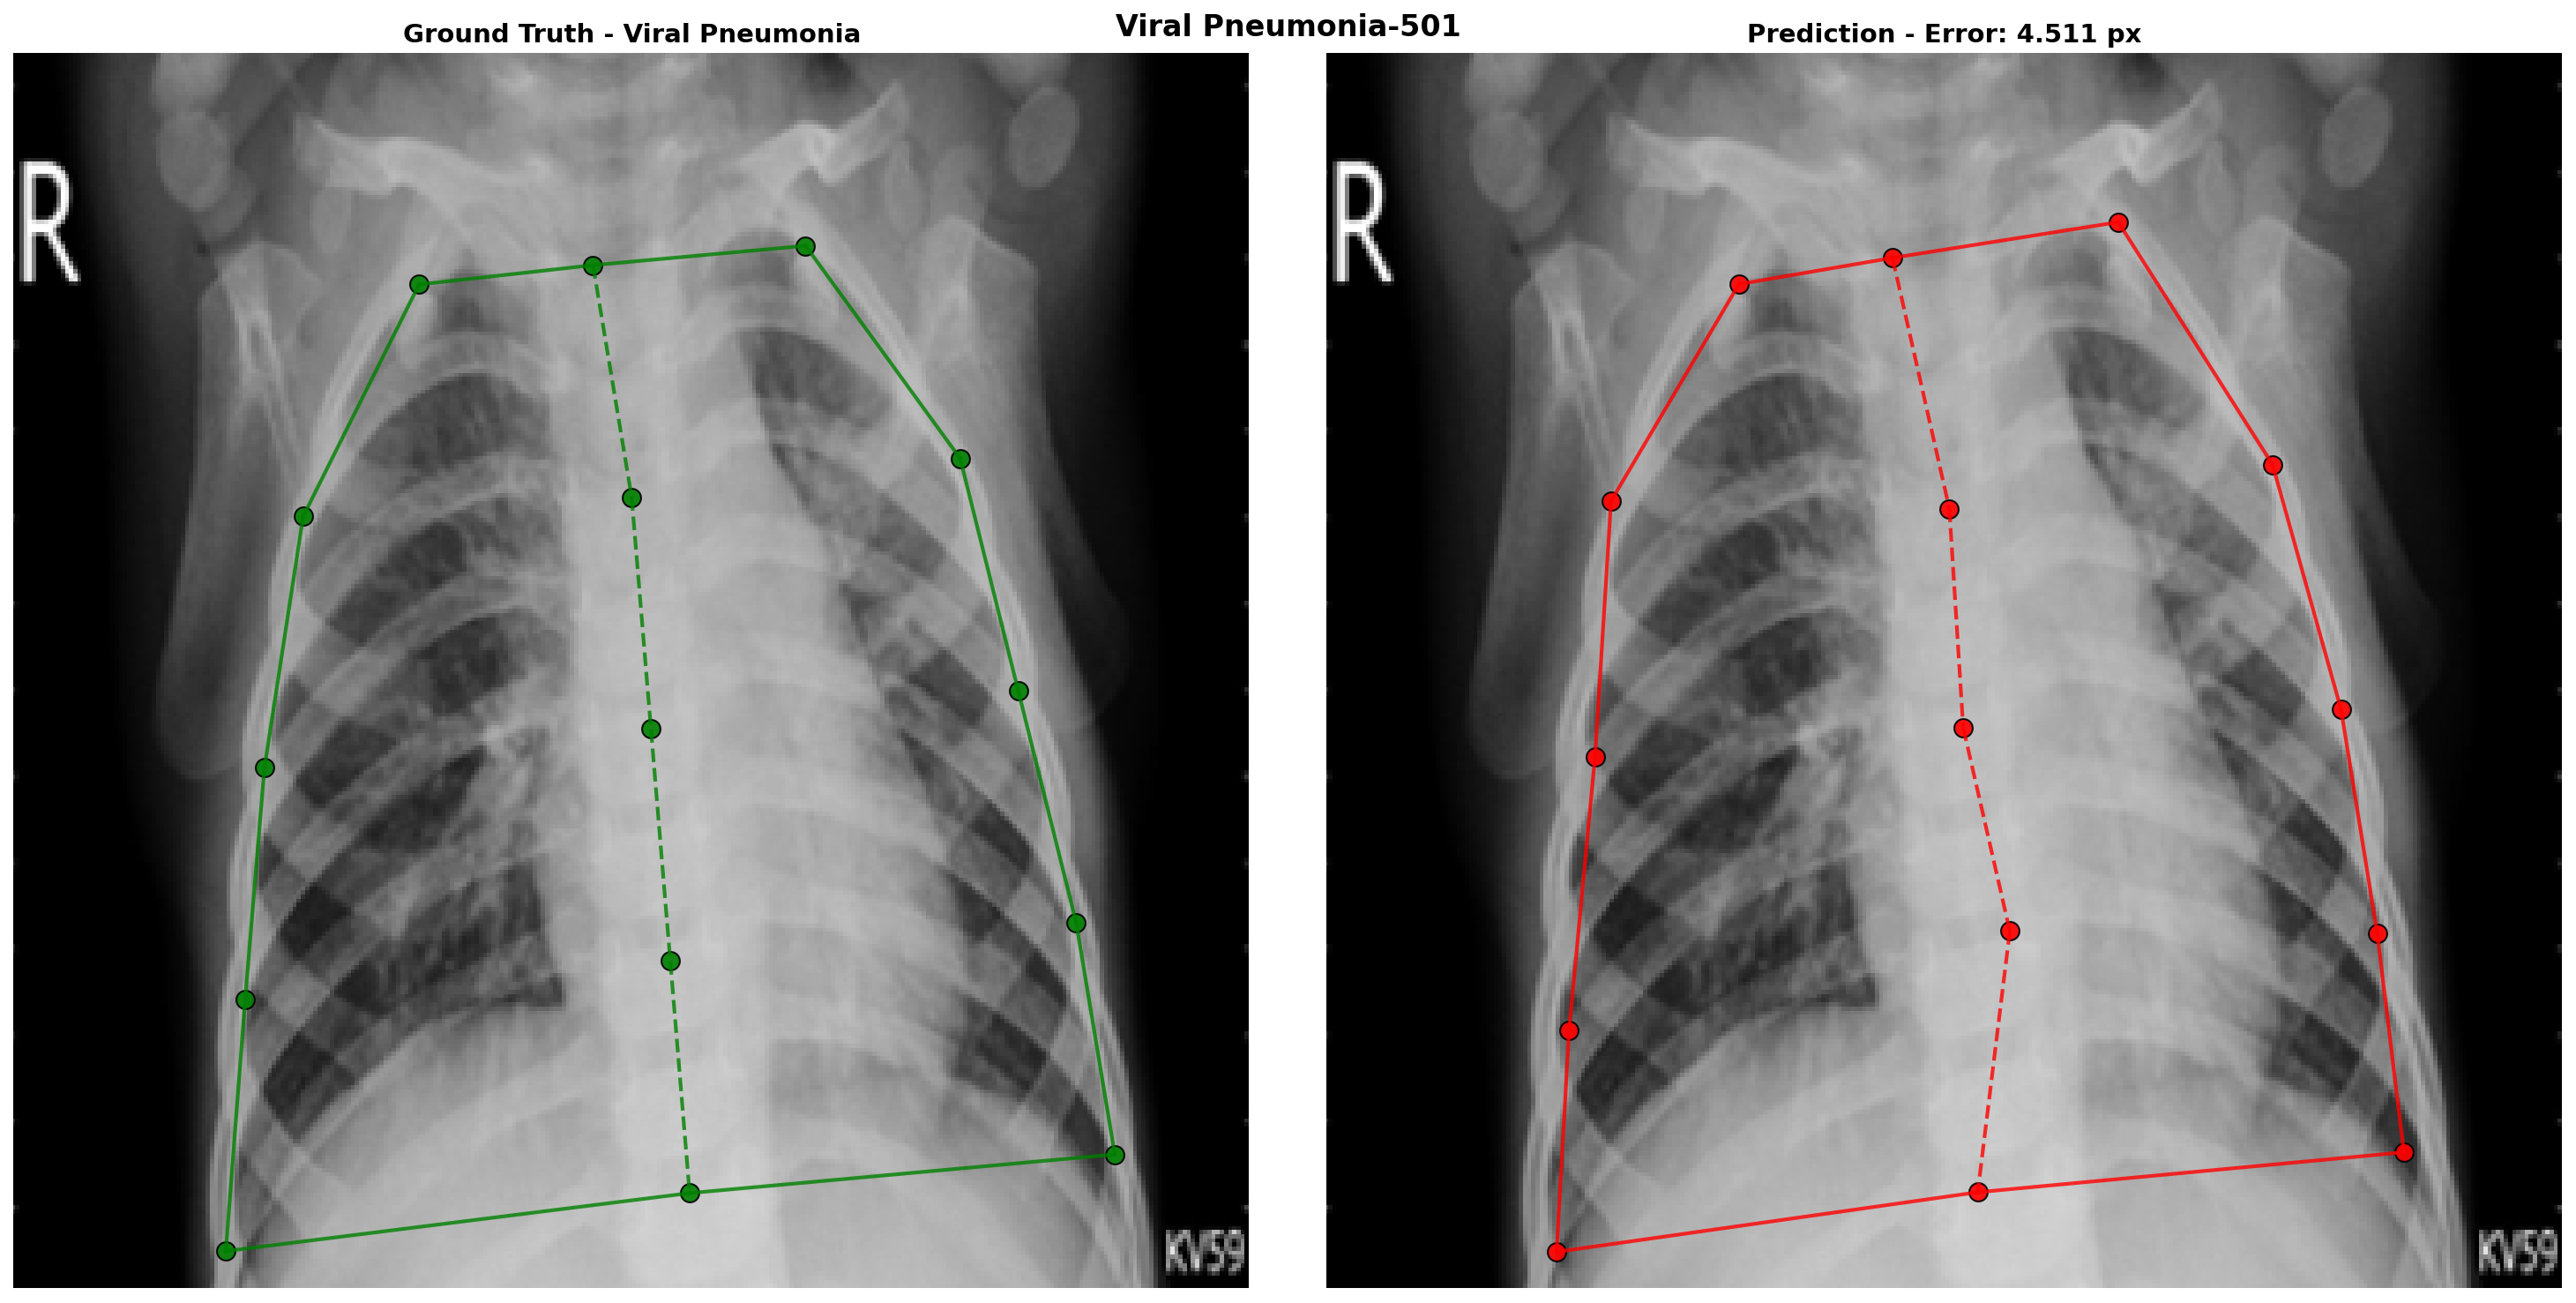 Viral Pneumonia-501
Ground Truth - Viral Pneumonia
Prediction - Error: 4.511 px
R
R
KV59
KV59